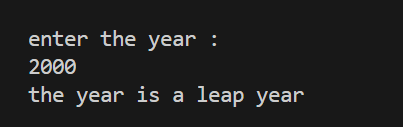 enter the year :
2000
the year is a leap year